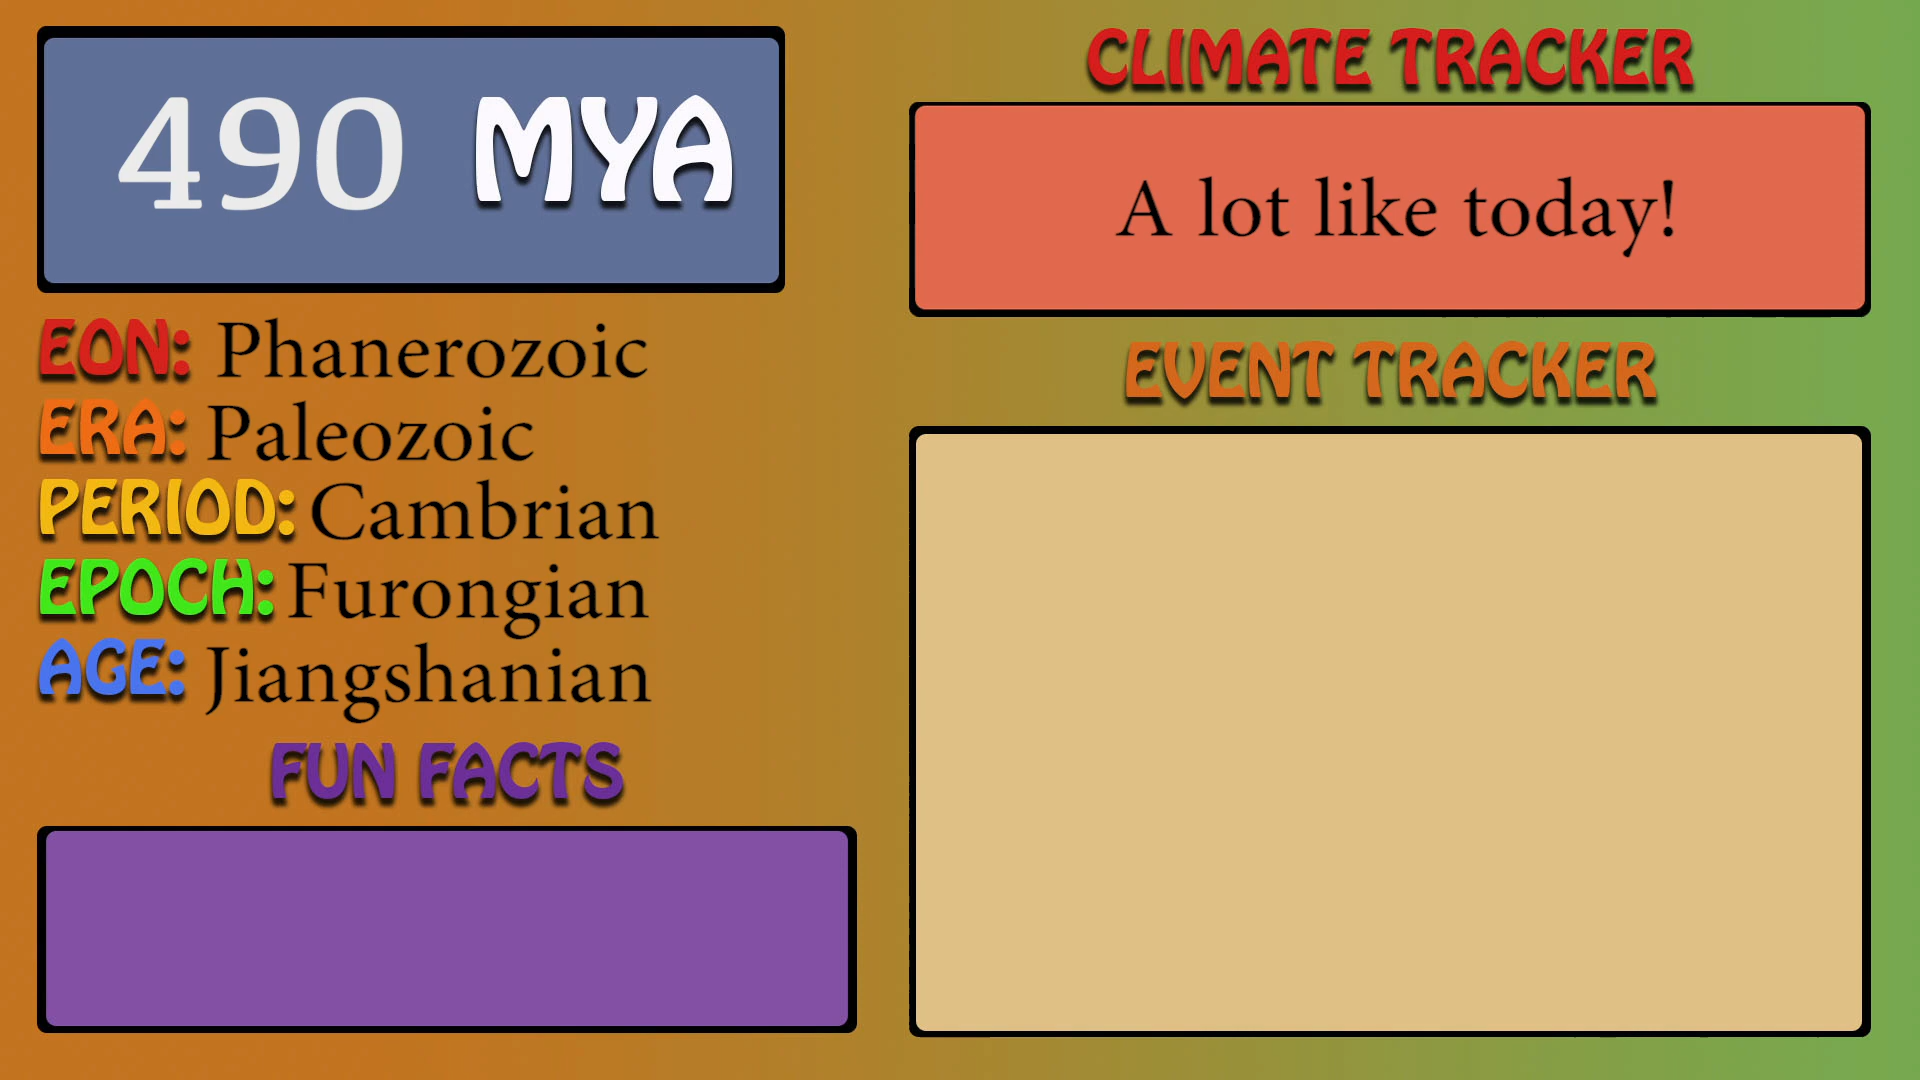 490 MYA
EON: Phanerozoic
ERA: Paleozoic
PERIOD: Cambrian
EPOCH: Furongian
AGE: Jiangshanian
FUN FACTS
CLIMATE TRACKER
A lot like today!
EVENT TRACKER